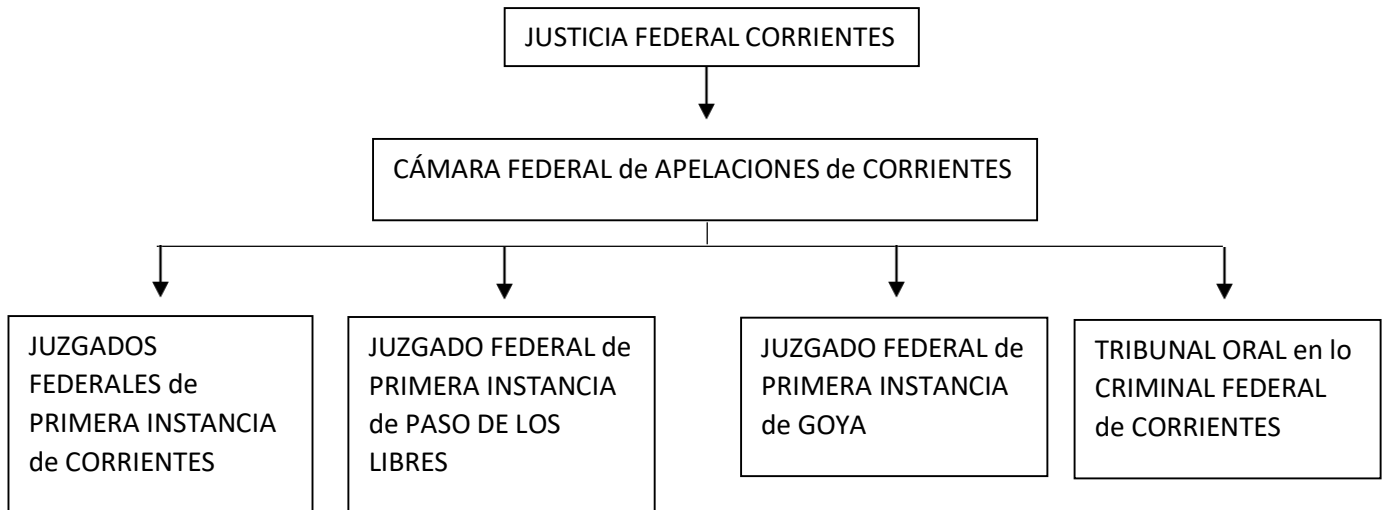 JUSTICIA FEDERAL CORRIENTES
CÁMARA FEDERAL de APELACIONES de CORRIENTES
JUZGADOS
FEDERALES de
PRIMERA INSTANCIA
de CORRIENTES
JUZGADO FEDERAL de
PRIMERA INSTANCIA
de PASO DE LOS
LIBRES
JUZGADO FEDERAL de
PRIMERA INSTANCIA
de GOYA
TRIBUNAL ORAL en lo
CRIMINAL FEDERAL
de CORRIENTES